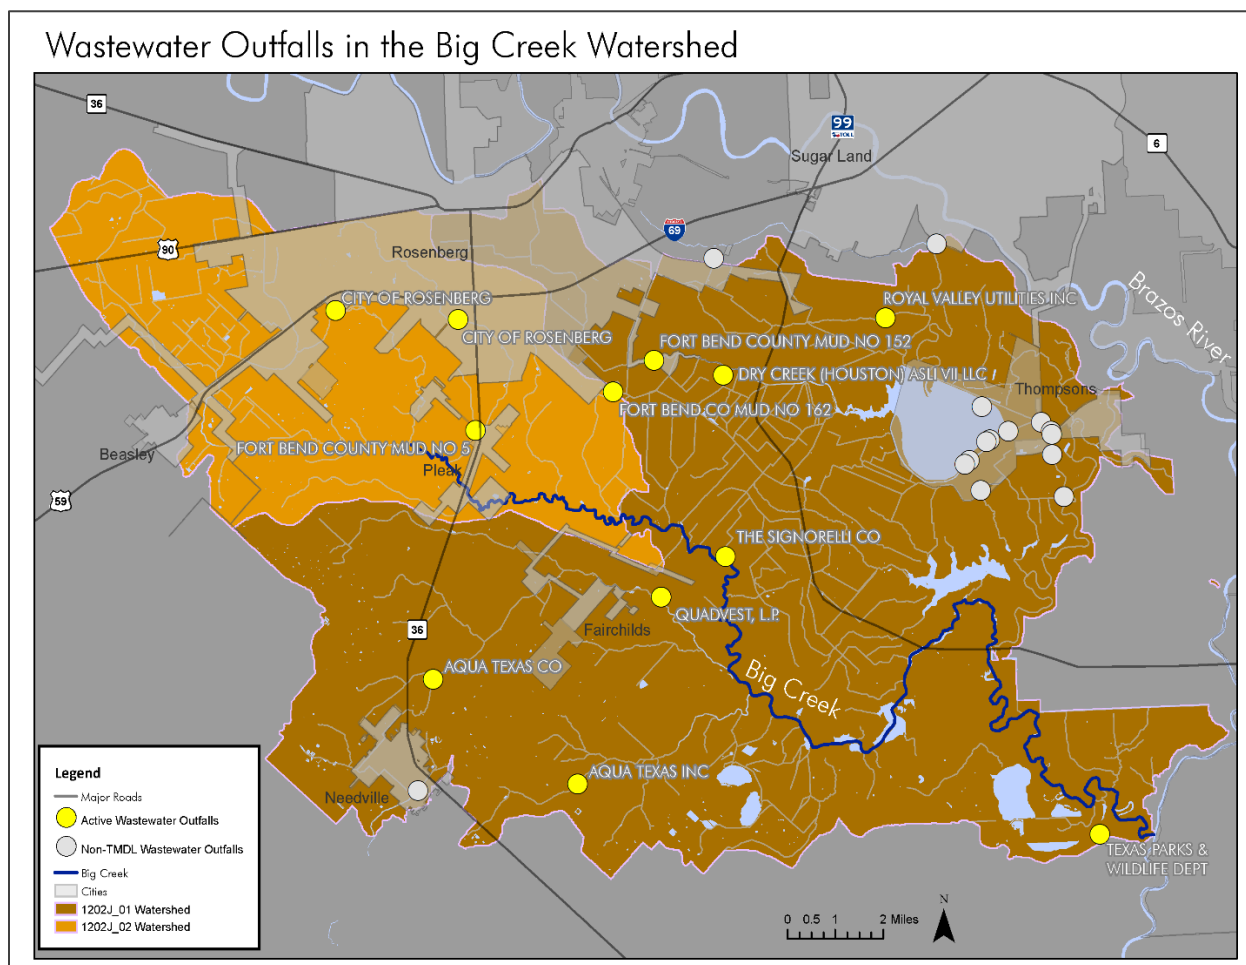 Wastewater Outfalls in the Big Creek Watershed
36
99
TOLL
6
Sugar Land
69
90
Rosenberg
CITY OF ROSENBERG
CITY OF ROSENBERG
ROYAL VALLEY UTILITIES INC
Brazos River
FORT BEND COUNTY MUD NO 152
DRY CREEK (HOUSTON) ASLI VII LLC
Thompsons
FORT BEND CO MUD NO 162
FORT BEND COUNTY MUD NO 5
Beasley
Pleak
59
THE SIGNORELLI CO
QUADVEST, L.P.
36
Fairchilds
AQUA TEXAS CO
Big Creek
AQUA TEXAS INC
Needville
TEXAS PARKS &
WILDLIFE DEPT
Legend
Major Roads
Active Wastewater Outfalls
Non-TMDL Wastewater Outfalls
Big Creek
Cities
1202J_01 Watershed
1202J_02 Watershed
N
0 0.5 1 2 Miles